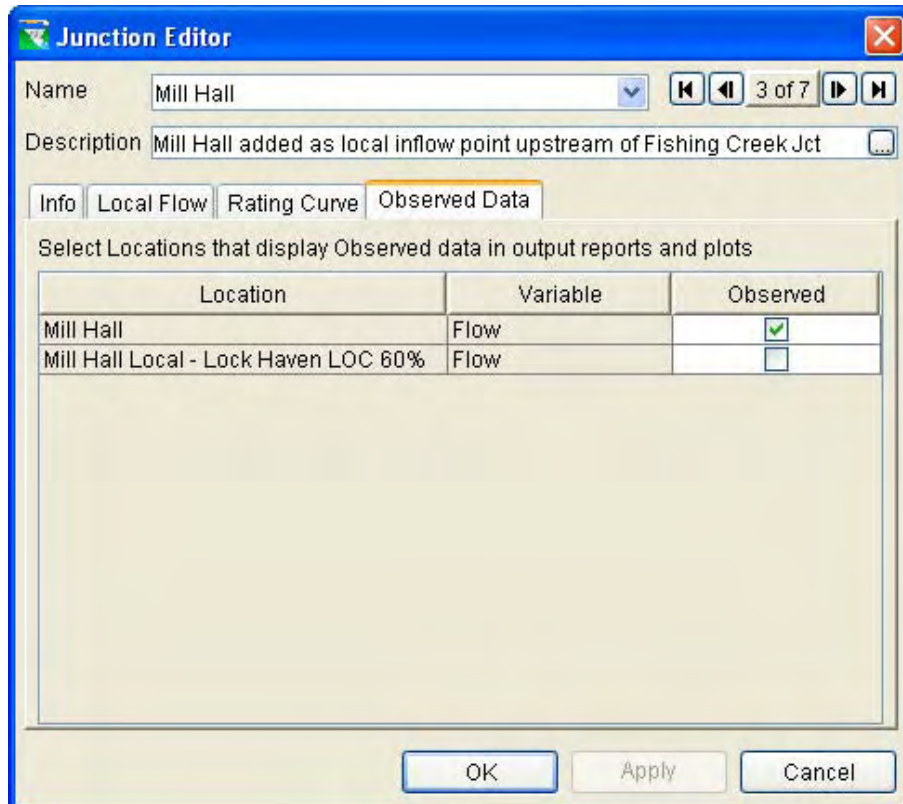 Junction Editor
Name Mill Hall 3 of 7
Description Mill Hall added as local inflow point upstream of Fishing Creek Jct ...
Info Local Flow Rating Curve Observed Data
Select Locations that display Observed data in output reports and plots
Location Variable Observed
Mill Hall Flow
Mill Hall Local - Lock Haven LOC 60% Flow
OK Apply Cancel